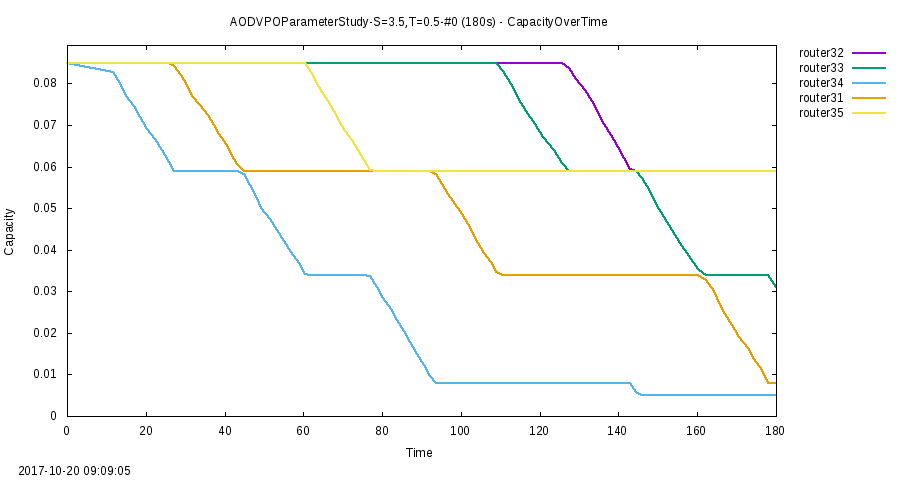 AODVPOParameterStudy-S=3.5,T=0.5-#0 (180s) - CapacityOverTime
router32
router33
router34
router31
router35
0.08
0.07
0.06
0.05
0.04
0.03
0.02
0.01
0
Capacity
0 20 40 60 80 100 120 140 160 180
Time
2017-10-20 09:09:05